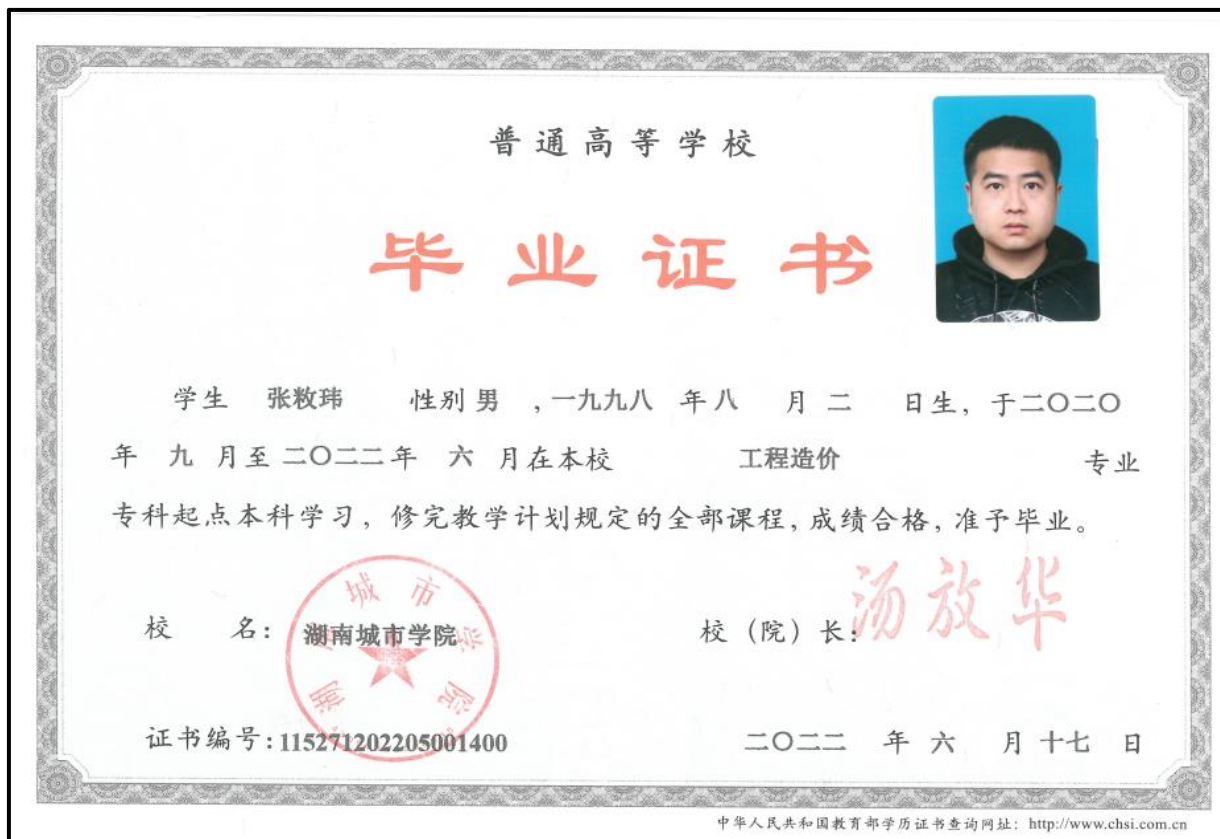 普通高等学校
毕业证书
学生 张敉玮 性别 男 ，一九九八 年 八 月 二 日生，于二〇二〇
年 九 月至 二〇二二 年 六 月在本校 工程造价 专业
专科起点本科学习，修完教学计划规定的全部课程，成绩合格，准予毕业。
湖南城市学院
校 名： 湖南城市学院 校（院）长： 汤放华
证书编号：115271202205001400 二〇二二 年 六 月 十七 日
中华人民共和国教育部学历证书查询网址：http://www.chsi.com.cn